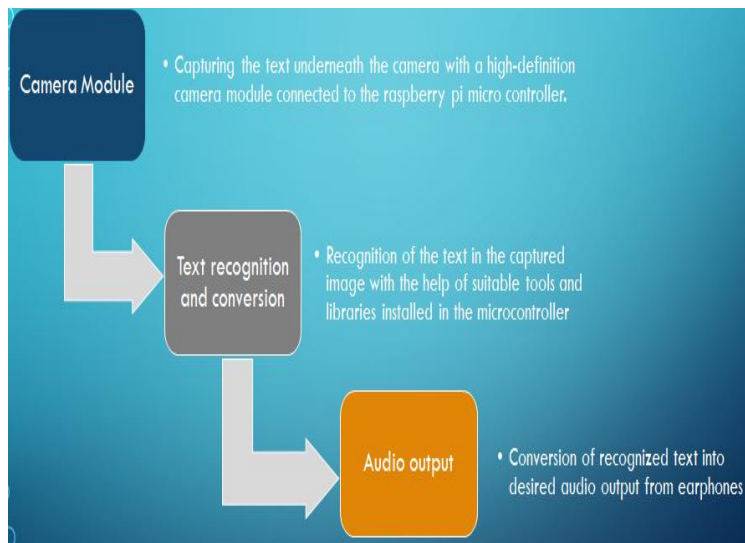 Camera Module
• Capturing the text underneath the camera with a high-definition
camera module connected to the raspberry pi micro controller.
Text recognition
and conversion
• Recognition of the text in the captured
image with the help of suitable tools and
libraries installed in the microcontroller
Audio output
• Conversion of recognized text into
desired audio output from earphones